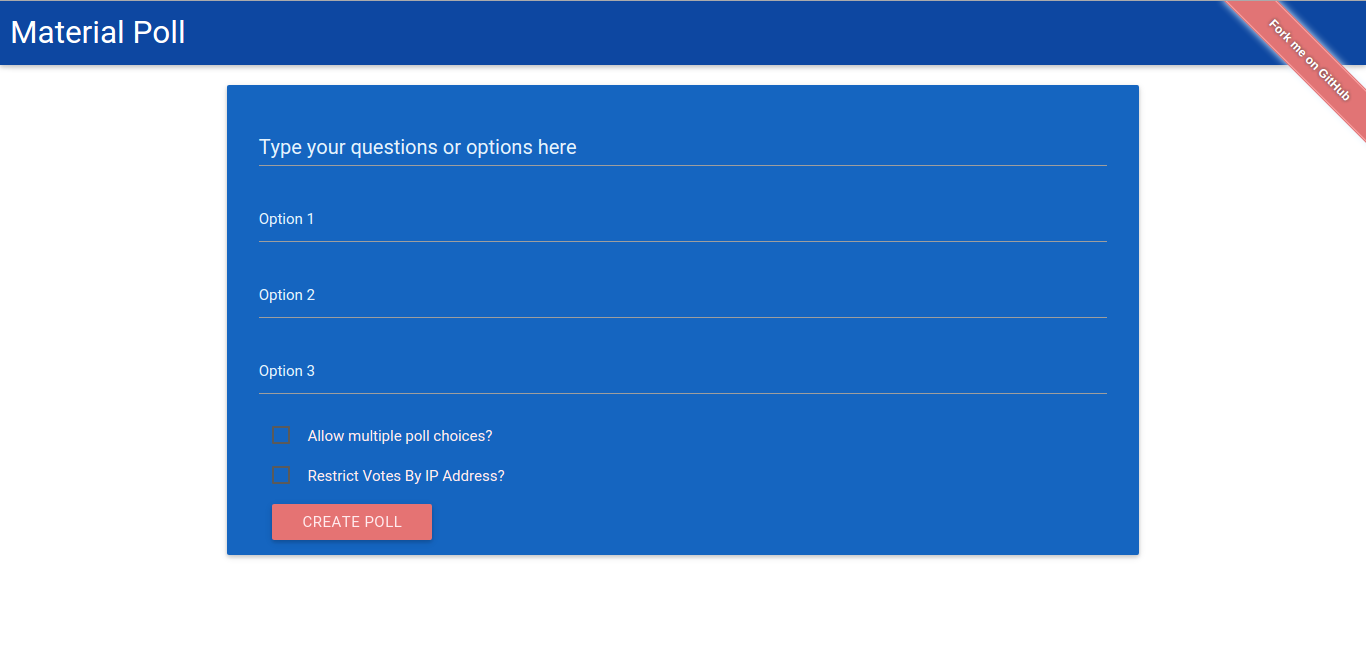 Material Poll
Fork me on GitHub
Type your questions or options here
Option 1
Option 2
Option 3
Allow multiple poll choices?
Restrict Votes By IP Address?
CREATE POLL